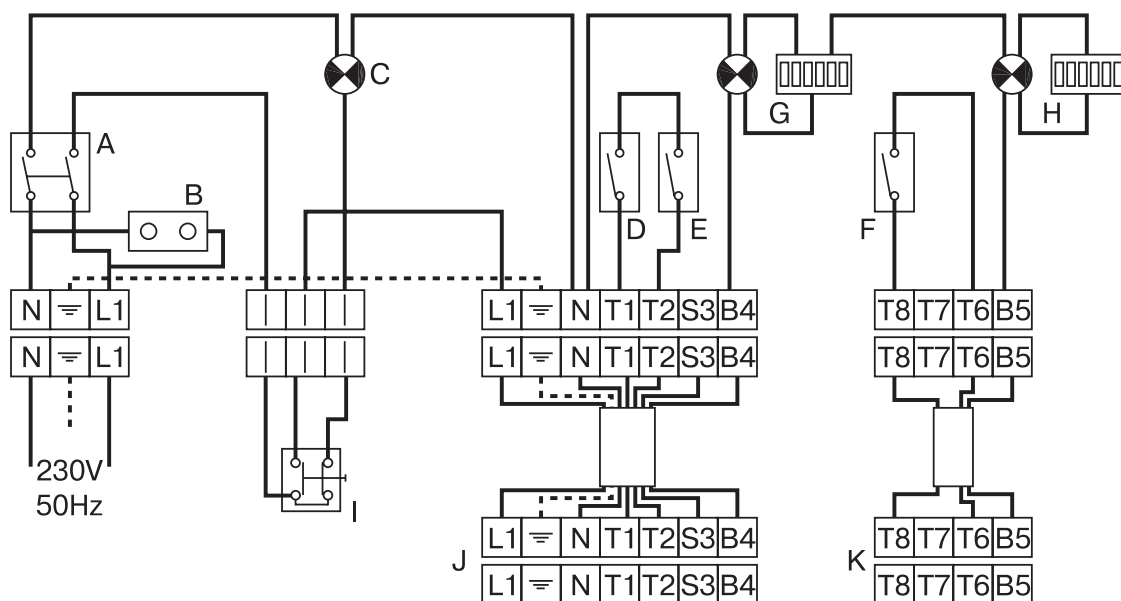 C
G
H
A
B
D E
F
N L1
L1 N T1 T2 S3 B4
T8 T7 T6 B5
N L1
L1 N T1 T2 S3 B4
T8 T7 T6 B5
230V
50Hz
I
J
L1 N T1 T2 S3 B4
K
T8 T7 T6 B5
L1 N T1 T2 S3 B4
T8 T7 T6 B5